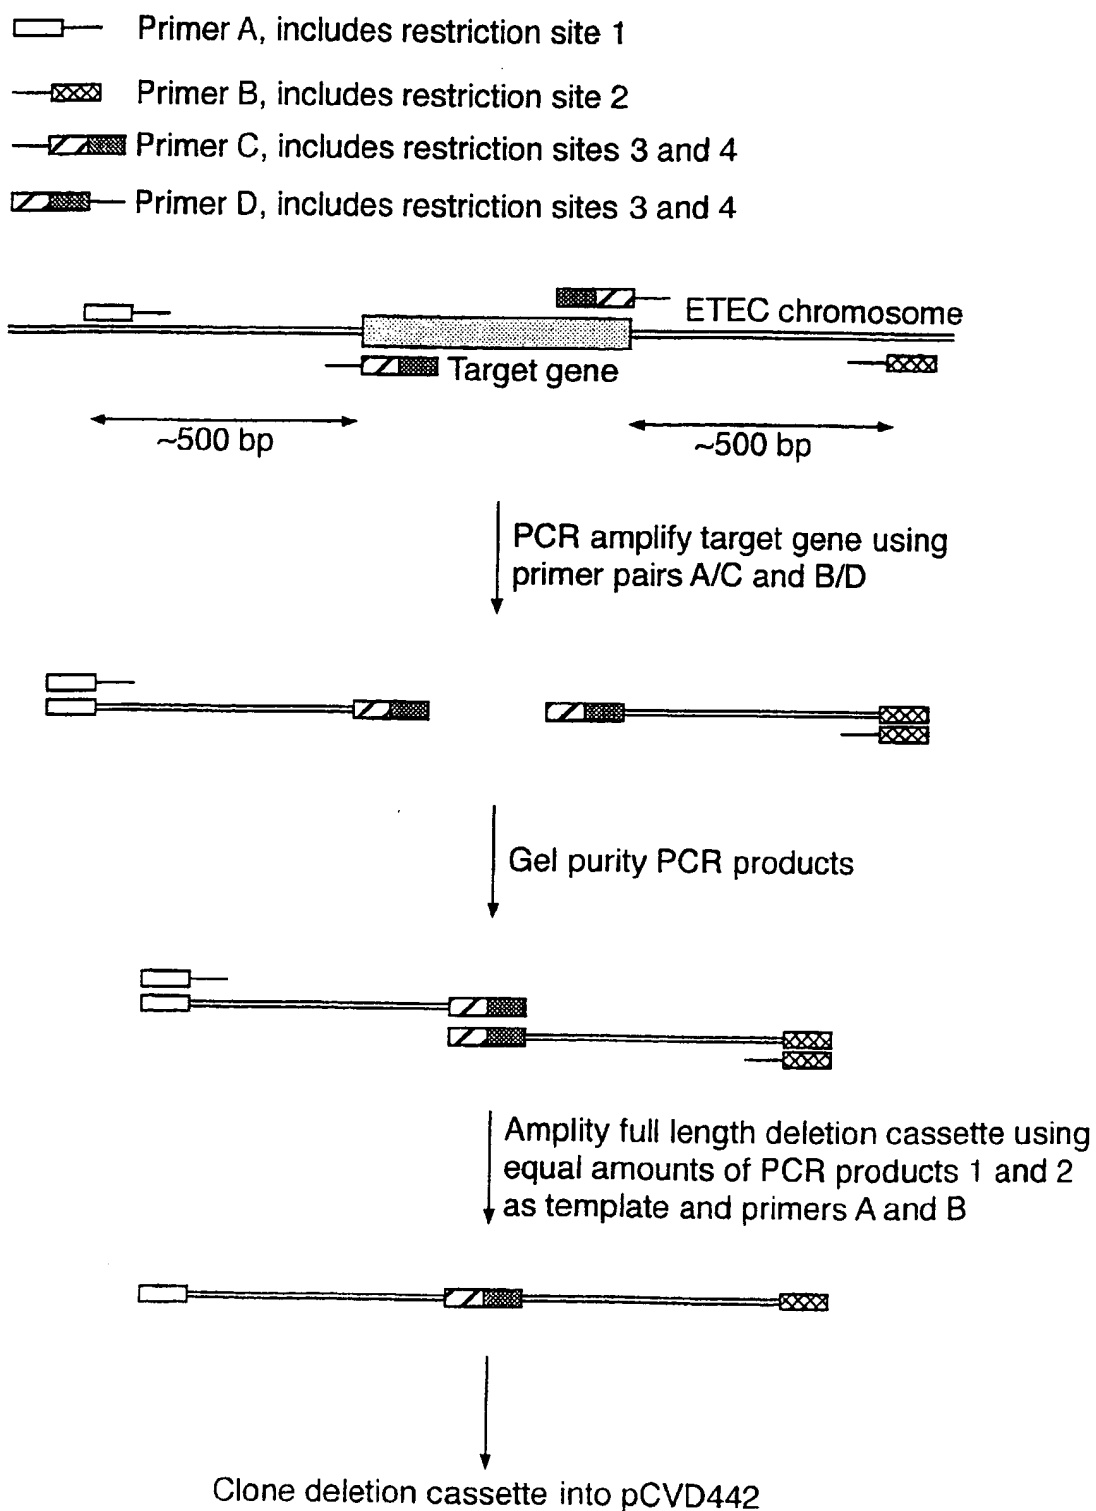 Primer A, includes restriction site 1
Primer B, includes restriction site 2
Primer C, includes restriction sites 3 and 4
Primer D, includes restriction sites 3 and 4
ETEC chromosome
Target gene
~500 bp
~500 bp
PCR amplify target gene using
primer pairs A/C and B/D
Gel purity PCR products
Amplity full length deletion cassette using
equal amounts of PCR products 1 and 2
as template and primers A and B
Clone deletion cassette into pCVD442